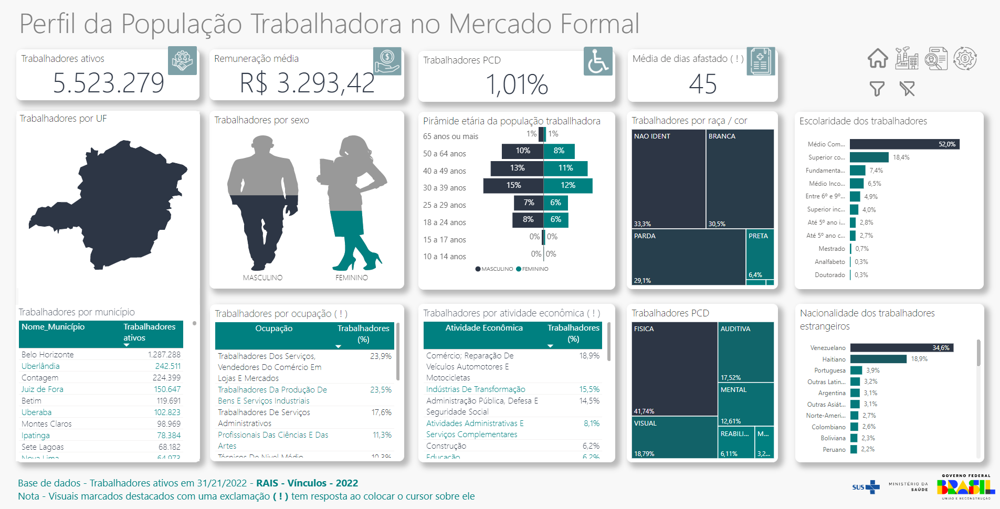 Perfil da População Trabalhadora no Mercado Formal
Trabalhadores ativos
5.523.279
Remuneração média
R$ 3.293,42
Trabalhadores PCD
1,01%
Média de dias afastado ( ! )
45
Trabalhadores por UF
Trabalhadores por sexo
MASCULINO
FEMININO
Pirâmide etária da população traballhadora
65 anos ou mais 1% 1%
50 a 64 anos 10% 8%
40 a 49 anos 13% 11%
30 a 39 anos 15% 12%
25 a 29 anos 7% 6%
18 a 24 anos 8% 6%
15 a 17 anos 0% 0%
10 a 14 anos 0% 0%
MASCULINO FEMININO
Trabalhadores por raça / cor
NAO IDENT
33,3%
BRANCA
30,5%
PARDA
29,1%
PRETA
6,4%
Escolaridade dos trabalhadores
Médio Com... 52,0%
Superior co... 18,4%
Fundamenta... 7,4%
Médio Inco... 6,5%
Entre 6º e 9º... 4,9%
Superior inc... 4,0%
Até 5º ano i... 2,8%
Até 5º ano c... 2,7%
Mestrado 0,7%
Analfabeto 0,3%
Doutorado 0,3%
Trabalhadores por município
Nome_Município Trabalhadores
ativos
Belo Horizonte 1.287.288
Uberlândia 242.511
Contagem 224.399
Juiz de Fora 150.647
Betim 119.691
Uberaba 102.823
Montes Claros 98.969
Ipatinga 78.384
Sete Lagoas 68.182
Nova Lima 64.973
Trabalhadores por ocupação ( ! )
Ocupação Trabalhadores
(%)
Trabalhadores Dos Serviços, 23,9%
Vendedores Do Comércio Em
Lojas E Mercados
Trabalhadores Da Produção De 23,5%
Bens E Serviços Industriais
Trabalhadores De Serviços 17,6%
Administrativos
Profissionais Das Ciências E Das 11,3%
Artes
Técnicos De Nivel Médio 10,3%
Trabalhadores por atividade econômica ( ! )
Atividade Econômica Trabalhadores
(%)
Comércio; Reparação De 18,9%
Veículos Automotores E
Motocicletas
Indústrias De Transformação 15,5%
Administração Pública, Defesa E 14,5%
Seguridade Social
Atividades Administrativas E 8,1%
Serviços Complementares
Construção 6,2%
Educação 6,2%
Trabalhadores PCD
FISICA
41,74%
VISUAL
18,79%
AUDITIVA
17,52%
MENTAL
12,61%
REABILI...
6,11%
M...
3,2...
Nacionalidade dos trabalhadores
estrangeiros
Venezuelano 34,6%
Haitiano 18,9%
Portuguesa 3,9%
Outras Latin... 3,2%
Argentina 3,1%
Outras Asiát... 3,1%
Norte-Ameri... 2,7%
Colombiano 2,6%
Boliviana 2,3%
Peruano 2,2%
Base de dados - Trabalhadores ativos em 31/21/2022 - RAIS - Vínculos - 2022
Nota - Visuais marcados destacados com uma exclamação ( ! ) tem resposta ao colocar o cursor sobre ele
SUS
MINISTÉRIO DA
SAÚDE
GOVERNO FEDERAL
BRASIL
UNIÃO E RECONSTRUÇÃO